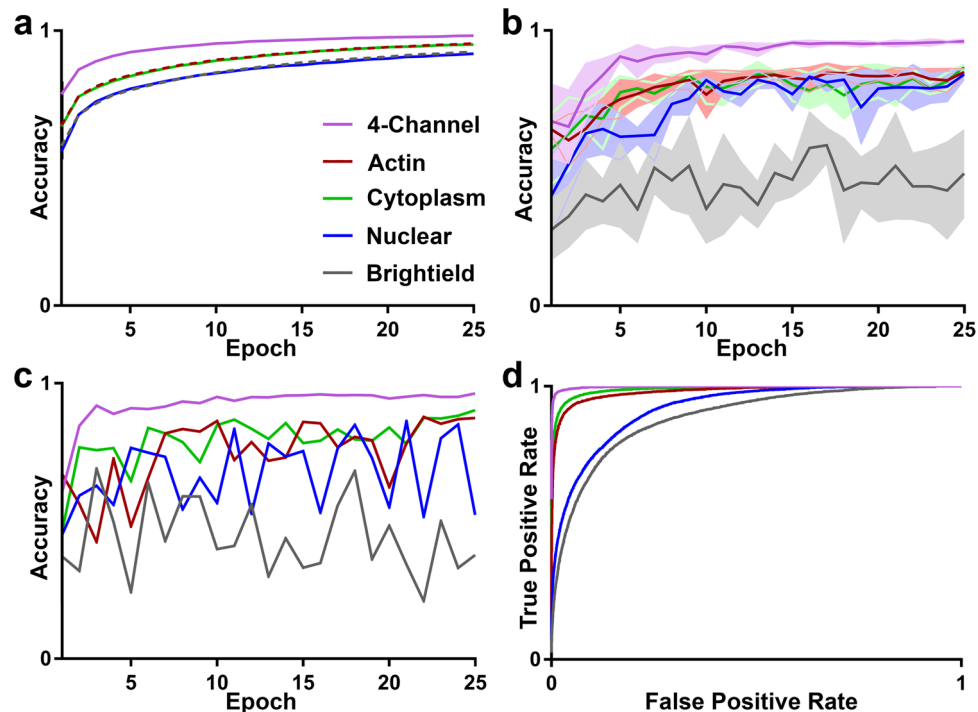 a
1
Accuracy
0
5
10
15
20
25
Epoch
4-Channel
Actin
Cytoplasm
Nuclear
Brightield
b
1
Accuracy
0
5
10
15
20
25
Epoch
c
1
Accuracy
0
5
10
15
20
25
Epoch
d
1
True Positive Rate
0
0
1
False Positive Rate